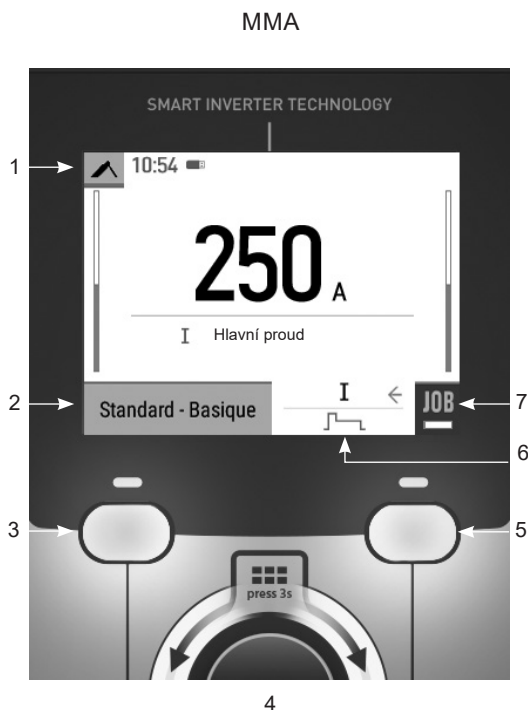 MMA
SMART INVERTER TECHNOLOGY
1
10:54
250 A
I Hlavní proud
2
Standard - Basique
I
JOB
7
6
3
5
press 3s
4